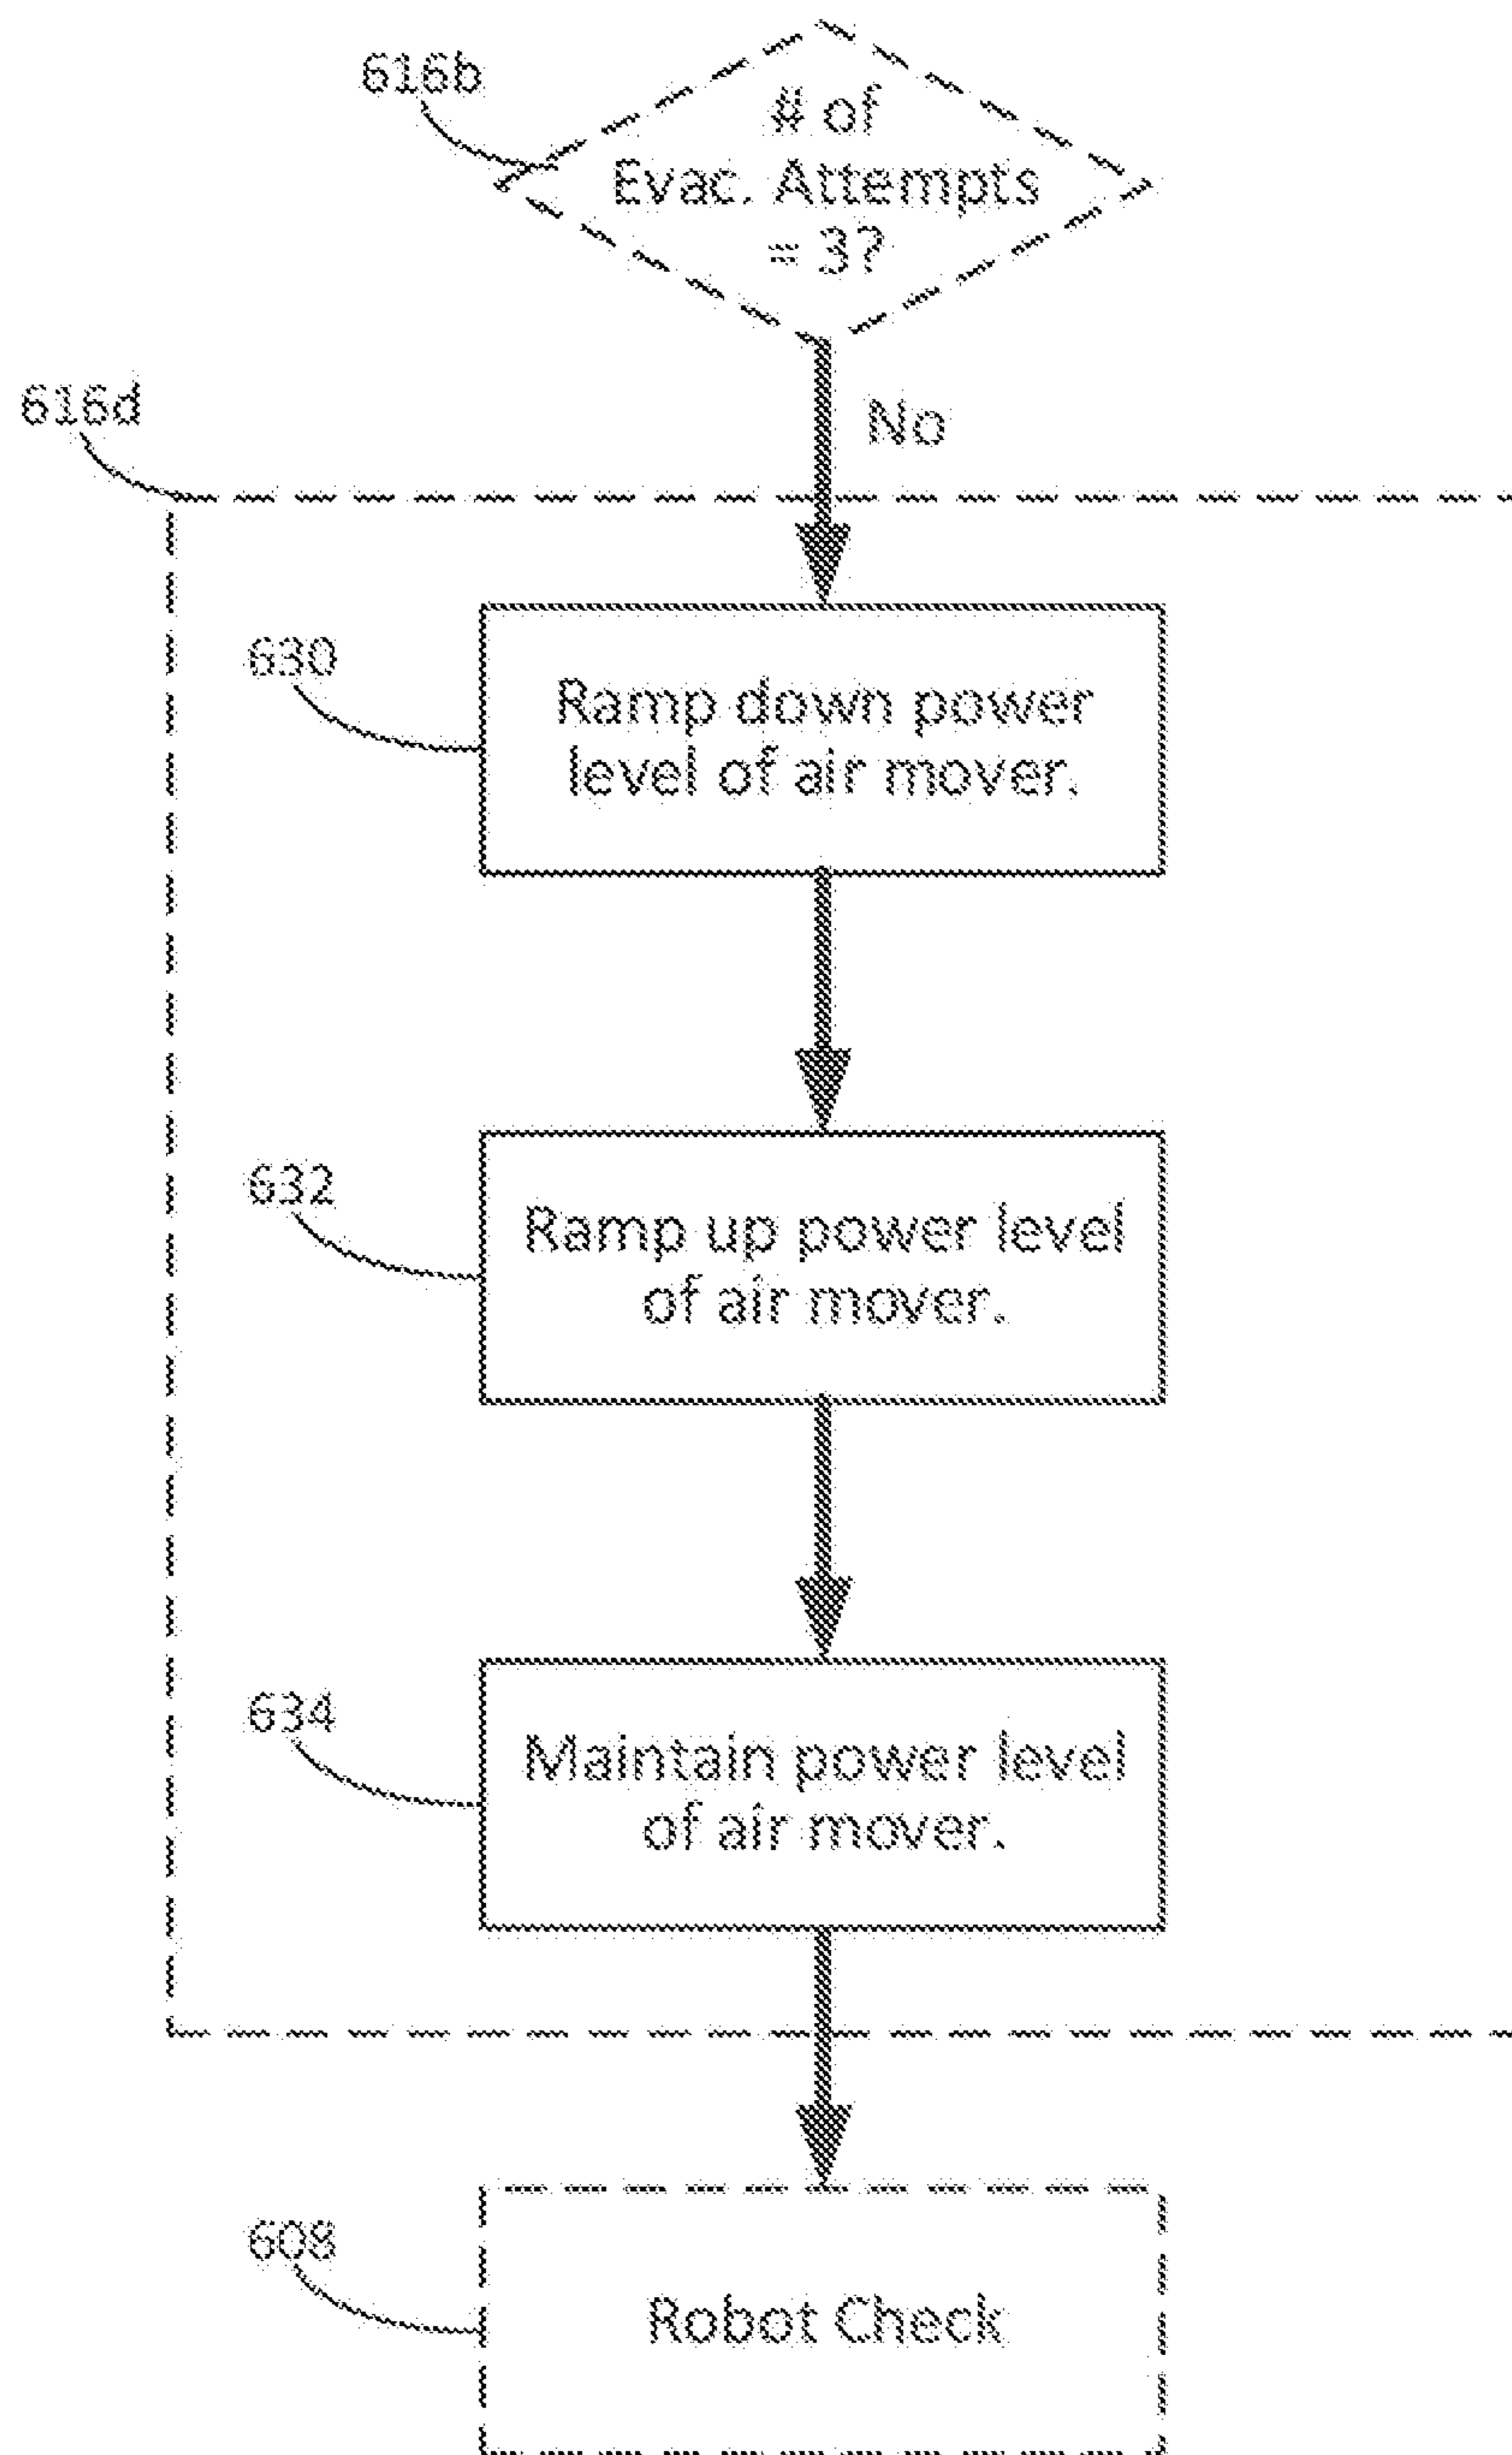 616b
# of
Evac. Attempts
= 3?
616d
No
630
Ramp down power
level of air mover.
632
Ramp up power level
of air mover.
634
Maintain power level
of air mover.
608
Robot Check